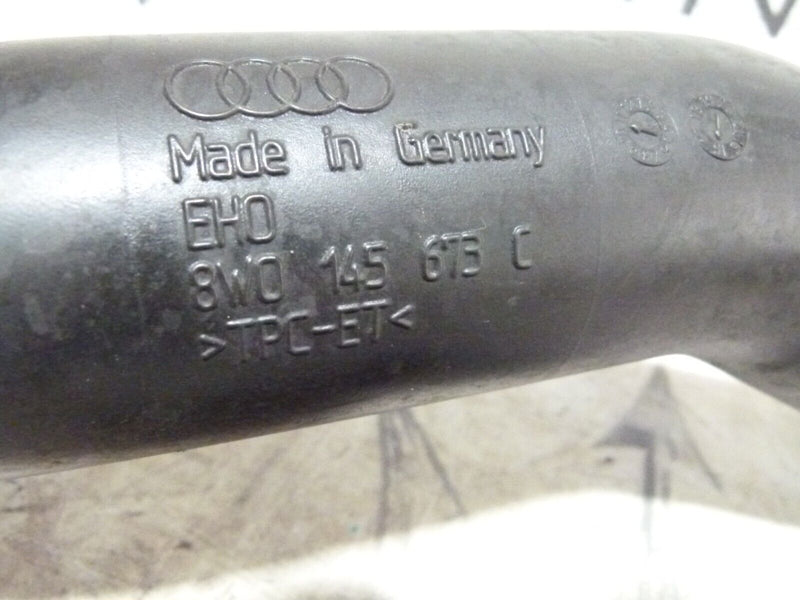 Made in Germany
EHO
8W0 145 673 C
>TPC-ET<